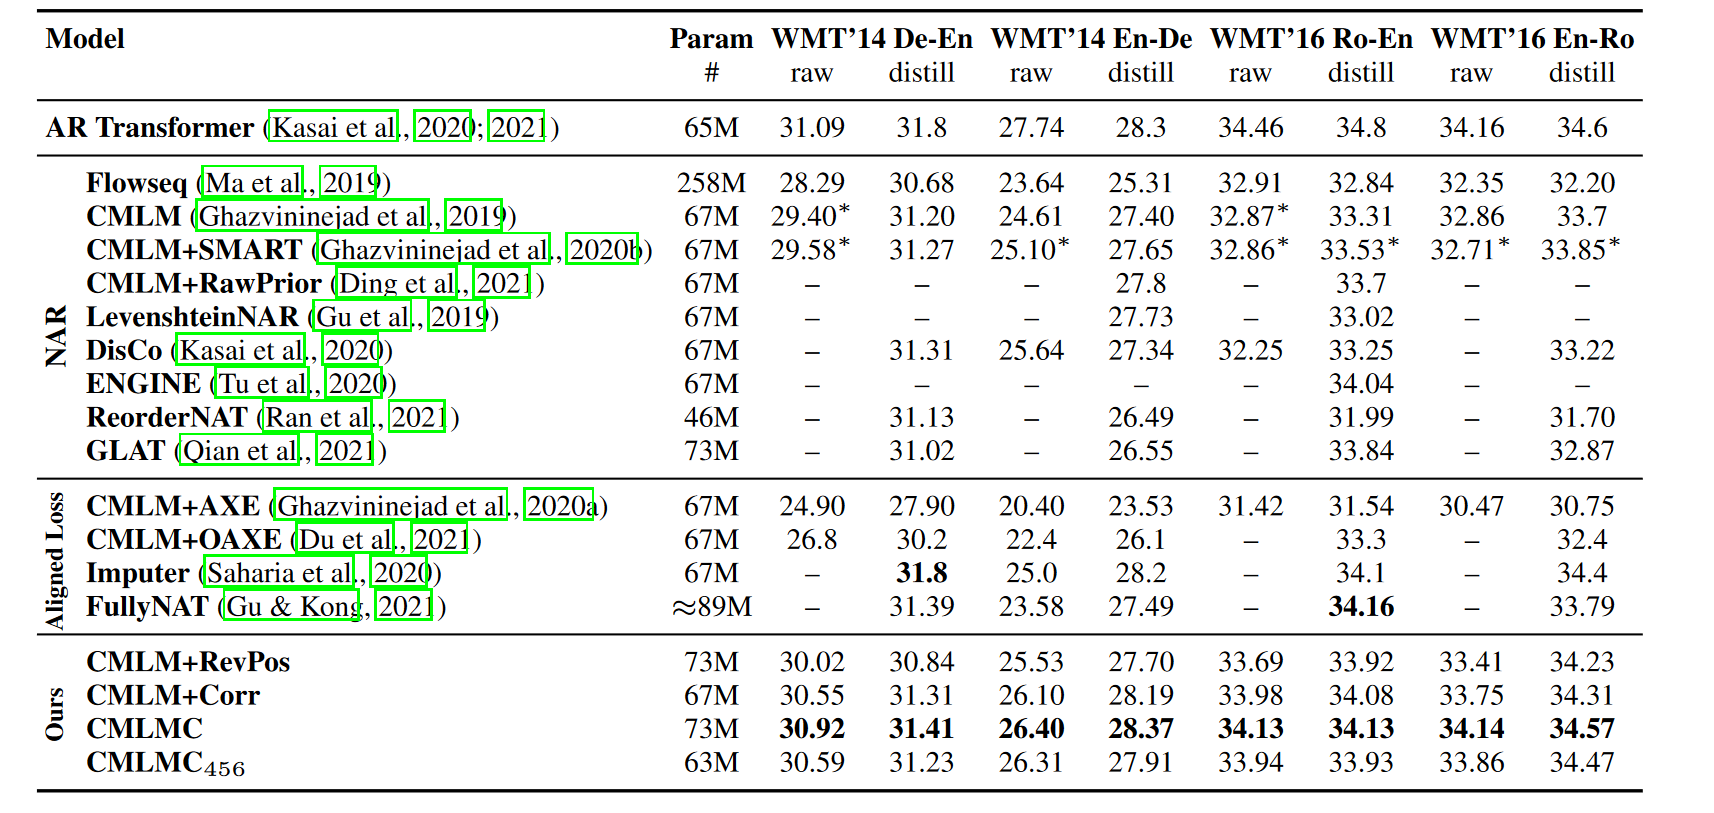 Model Param WMT'14 De-En WMT'14 En-De WMT'16 Ro-En WMT'16 En-Ro
# raw distill raw distill raw distill raw distill
AR Transformer (Kasai et al., 2020; 2021) 65M 31.09 31.8 27.74 28.3 34.46 34.8 34.16 34.6
NAR
Flowseq (Ma et al., 2019) 258M 28.29 30.68 23.64 25.31 32.91 32.84 32.35 32.20
CMLM (Ghazvininejad et al., 2019) 67M 29.40* 31.20 24.61 27.40 32.87* 33.31 32.86 33.7
CMLM+SMART (Ghazvininejad et al., 2020b) 67M 29.58* 31.27 25.10* 27.65 32.86* 33.53* 32.71* 33.85*
CMLM+RawPrior (Ding et al., 2021) 67M – – – 27.8 – 33.7 – –
LevenshteinNAR (Gu et al., 2019) 67M – – – 27.73 – 33.02 – –
DisCo (Kasai et al., 2020) 67M – 31.31 25.64 27.34 32.25 33.25 – 33.22
ENGINE (Tu et al., 2020) 67M – – – – – 34.04 – –
ReorderNAT (Ran et al., 2021) 46M – 31.13 – 26.49 – 31.99 – 31.70
GLAT (Qian et al., 2021) 73M – 31.02 – 26.55 – 33.84 – 32.87
Aligned Loss
CMLM+AXE (Ghazvininejad et al., 2020a) 67M 24.90 27.90 20.40 23.53 31.42 31.54 30.47 30.75
CMLM+OAXE (Du et al., 2021) 67M 26.8 30.2 22.4 26.1 – 33.3 – 32.4
Imputer (Saharia et al., 2020) 67M – 31.8 25.0 28.2 – 34.1 – 34.4
FullyNAT (Gu & Kong, 2021) ≈89M – 31.39 23.58 27.49 – 34.16 – 33.79
Ours
CMLM+RevPos 73M 30.02 30.84 25.53 27.70 33.69 33.92 33.41 34.23
CMLM+Corr 67M 30.55 31.31 26.10 28.19 33.98 34.08 33.75 34.31
CMLMC 73M 30.92 31.41 26.40 28.37 34.13 34.13 34.14 34.57
CMLMC456 63M 30.59 31.23 26.31 27.91 33.94 33.93 33.86 34.47